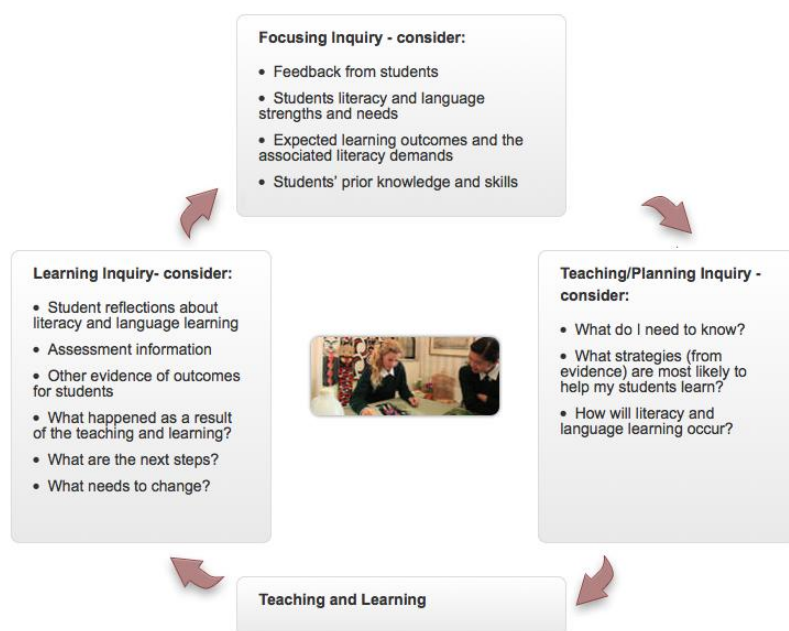 Focusing Inquiry - consider:
• Feedback from students
• Students literacy and language
strengths and needs
• Expected learning outcomes and the
associated literacy demands
• Students' prior knowledge and skills
Teaching/Planning Inquiry -
consider:
• What do I need to know?
• What strategies (from
evidence) are most likely to
help my students learn?
• How will literacy and
language learning occur?
Teaching and Learning
Learning Inquiry- consider:
• Student reflections about
literacy and language learning
• Assessment information
• Other evidence of outcomes
for students
• What happened as a result
of the teaching and learning?
• What are the next steps?
• What needs to change?